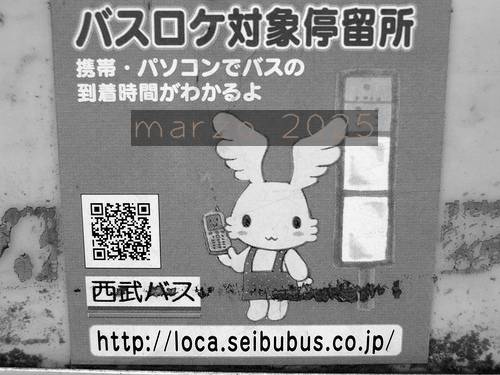 バスロケ対象停留所
携帯・パソコンでバスの
到着時間がわかるよ
marzo 2025
西武バス
http://loca.seibubus.co.jp/